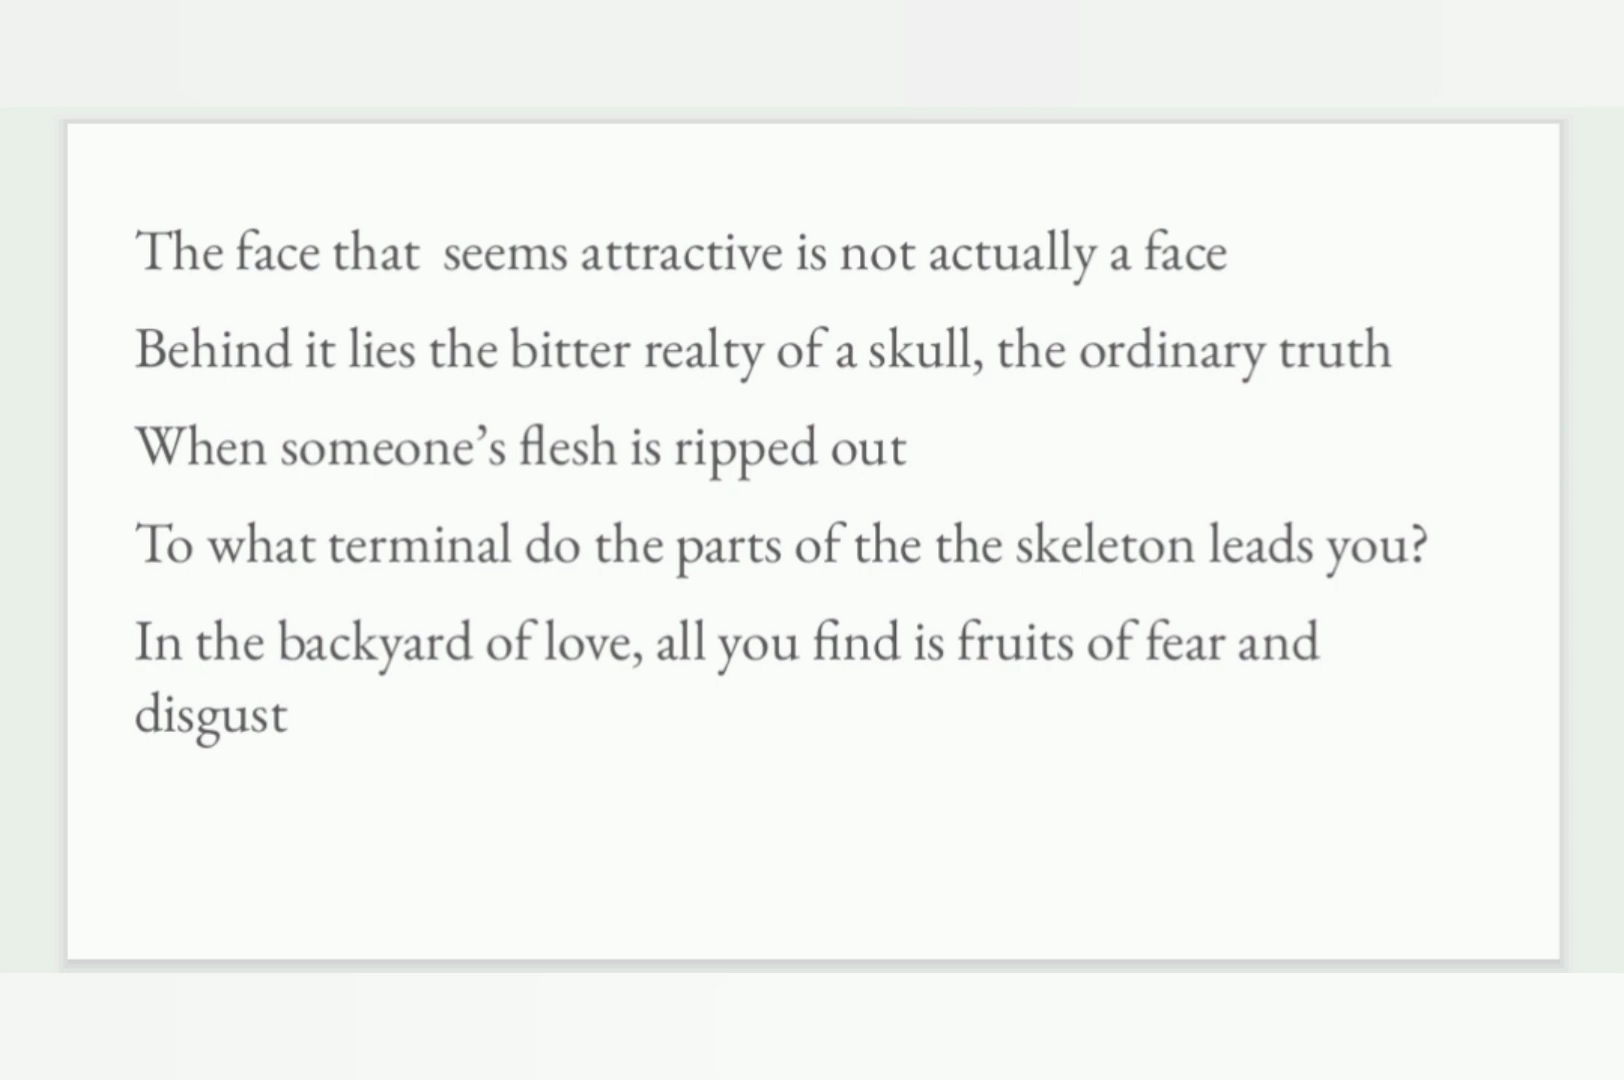 The face that  seems attractive is not actually a face
Behind it lies the bitter realty of a skull, the ordinary truth
When someone’s flesh is ripped out
To what terminal do the parts of the the skeleton leads you?
In the backyard of love, all you find is fruits of fear and
disgust